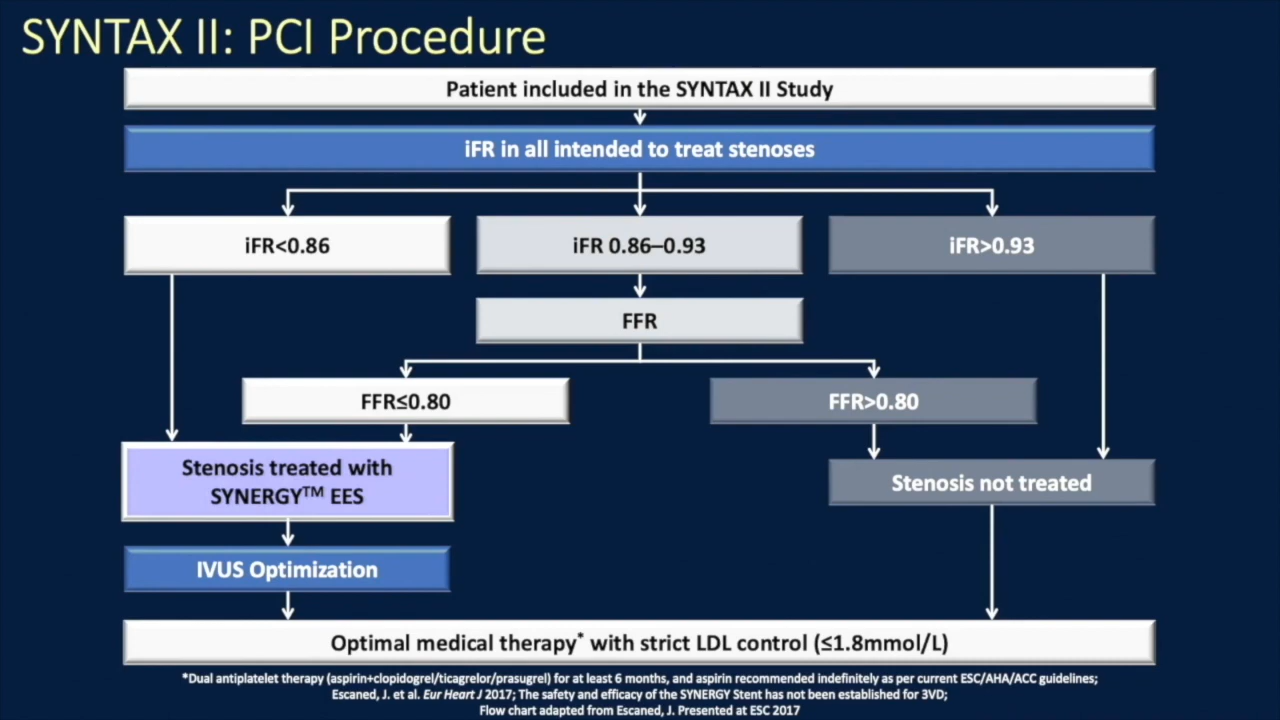 SYNTAX II: PCI Procedure
Patient included in the SYNTAX II Study
iFR in all intended to treat stenoses
iFR<0.86
iFR 0.86–0.93
iFR>0.93
FFR
FFR≤0.80
FFR>0.80
Stenosis treated with
SYNERGY™ EES
Stenosis not treated
IVUS Optimization
Optimal medical therapy* with strict LDL control (≤1.8mmol/L)
*Dual antiplatelet therapy (aspirin+clopidogrel/ticagrelor/prasugrel) for at least 6 months, and aspirin recommended indefinitely as per current ESC/AHA/ACC guidelines;
Escaned, J. et al. Eur Heart J 2017; The safety and efficacy of the SYNERGY Stent has not been established for 3VD;
Flow chart adapted from Escaned, J. Presented at ESC 2017